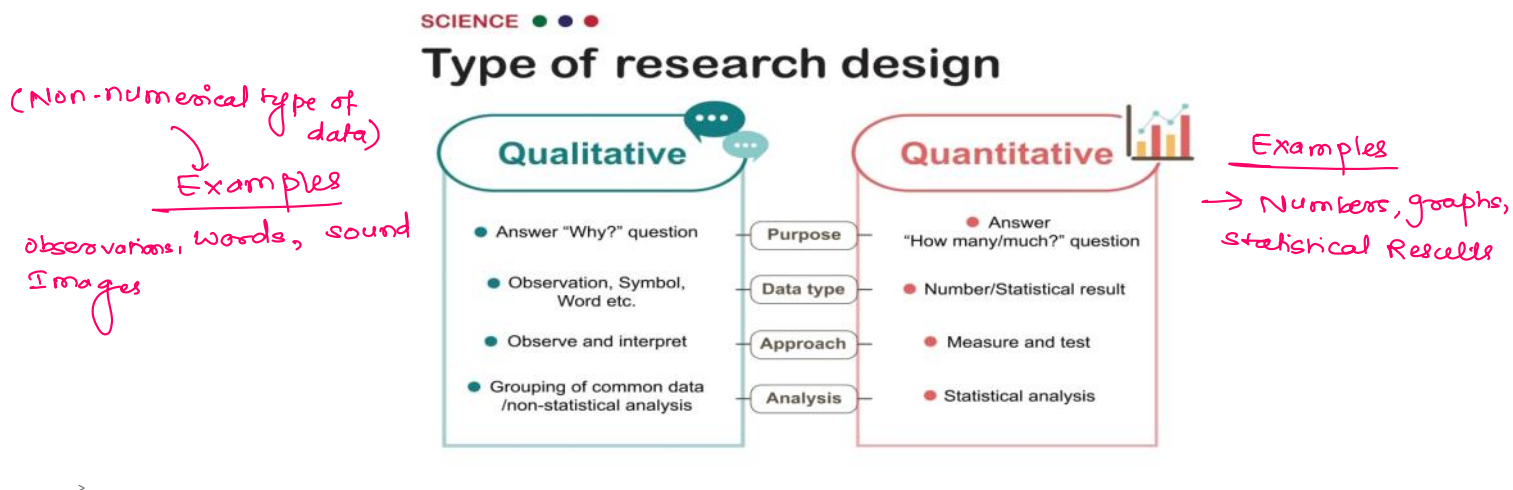 SCIENCE
Type of research design
(Non-numerical type of
data)
Examples
observations, words, sound
Images
Qualitative
Quantitative
Examples
→ Numbers, graphs,
Statistical Results
Answer “Why?” question
Purpose
Answer
“How many/much?” question
Observation, Symbol,
Word etc.
Data type
Number/Statistical result
Observe and interpret
Approach
Measure and test
Grouping of common data
/non-statistical analysis
Analysis
Statistical analysis